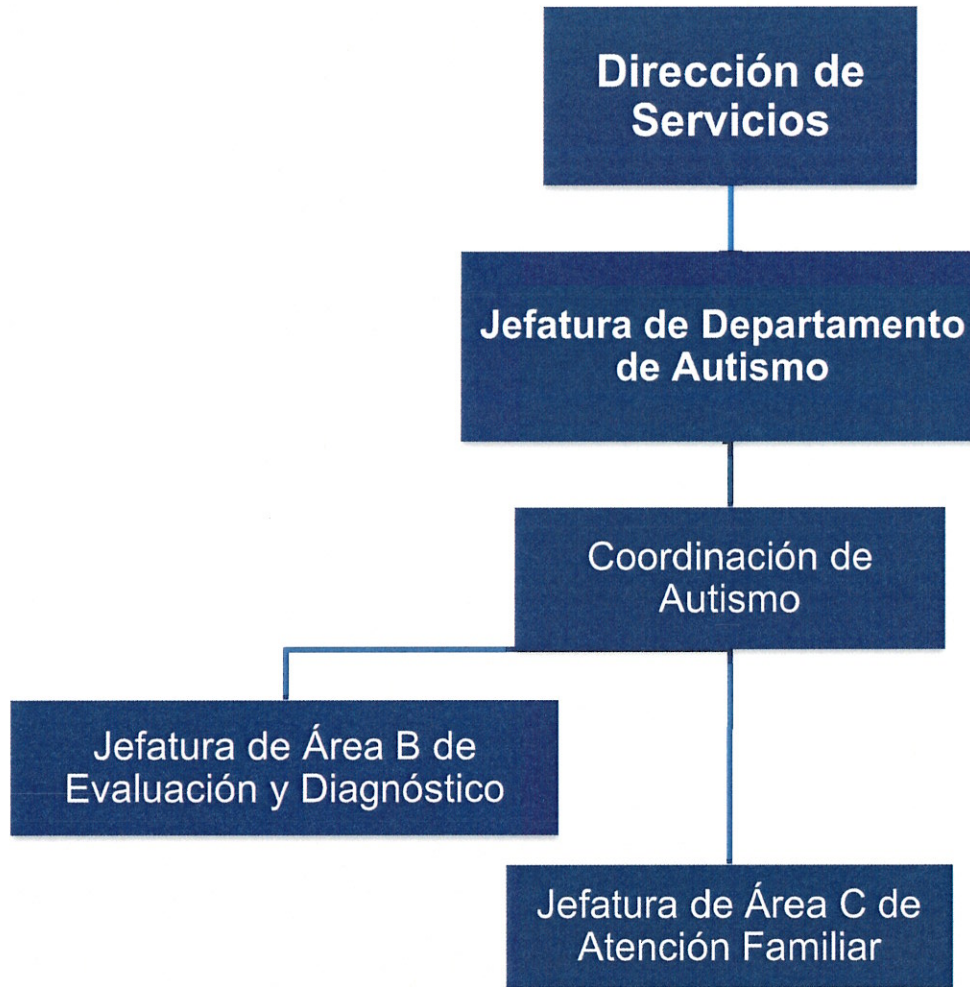 Dirección de
Servicios
Jefatura de Departamento
de Autismo
Coordinación de
Autismo
Jefatura de Área B de
Evaluación y Diagnóstico
Jefatura de Área C de
Atención Familiar